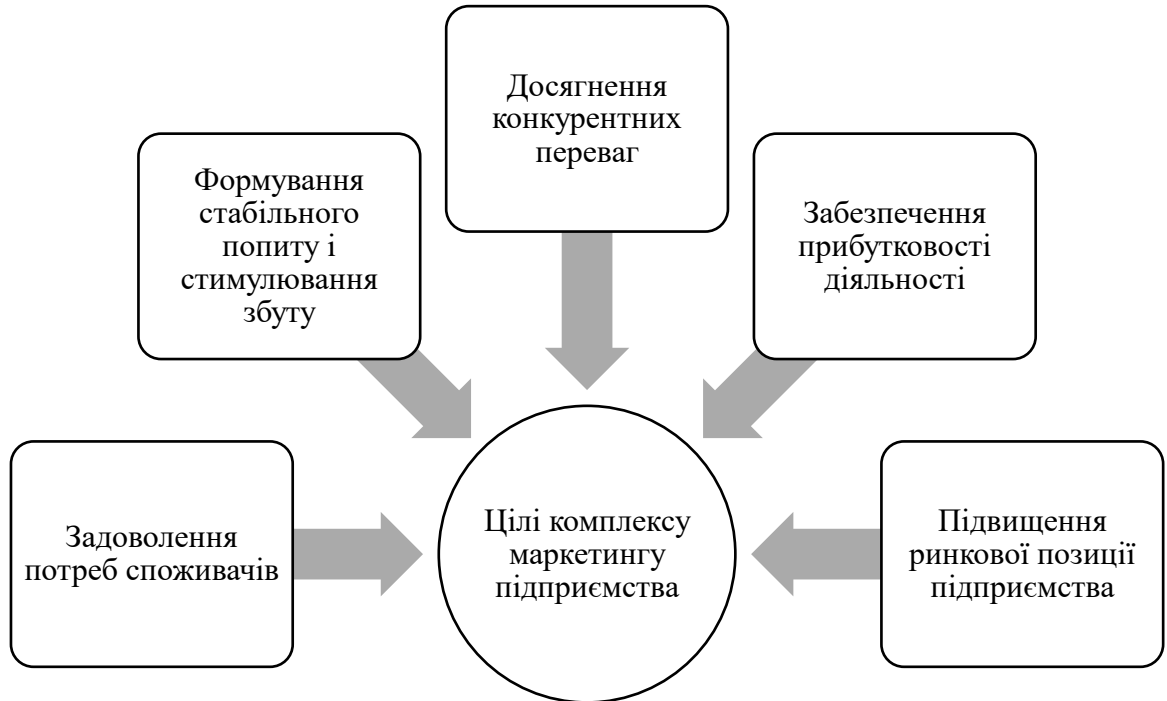 Досягнення
конкурентних
переваг
Формування
стабільного
попиту і
стимулювання
збуту
Забезпечення
прибутковості
діяльності
Задоволення
потреб споживачів
Цілі комплексу
маркетингу
підприємства
Підвищення
ринкової позиції
підприємства